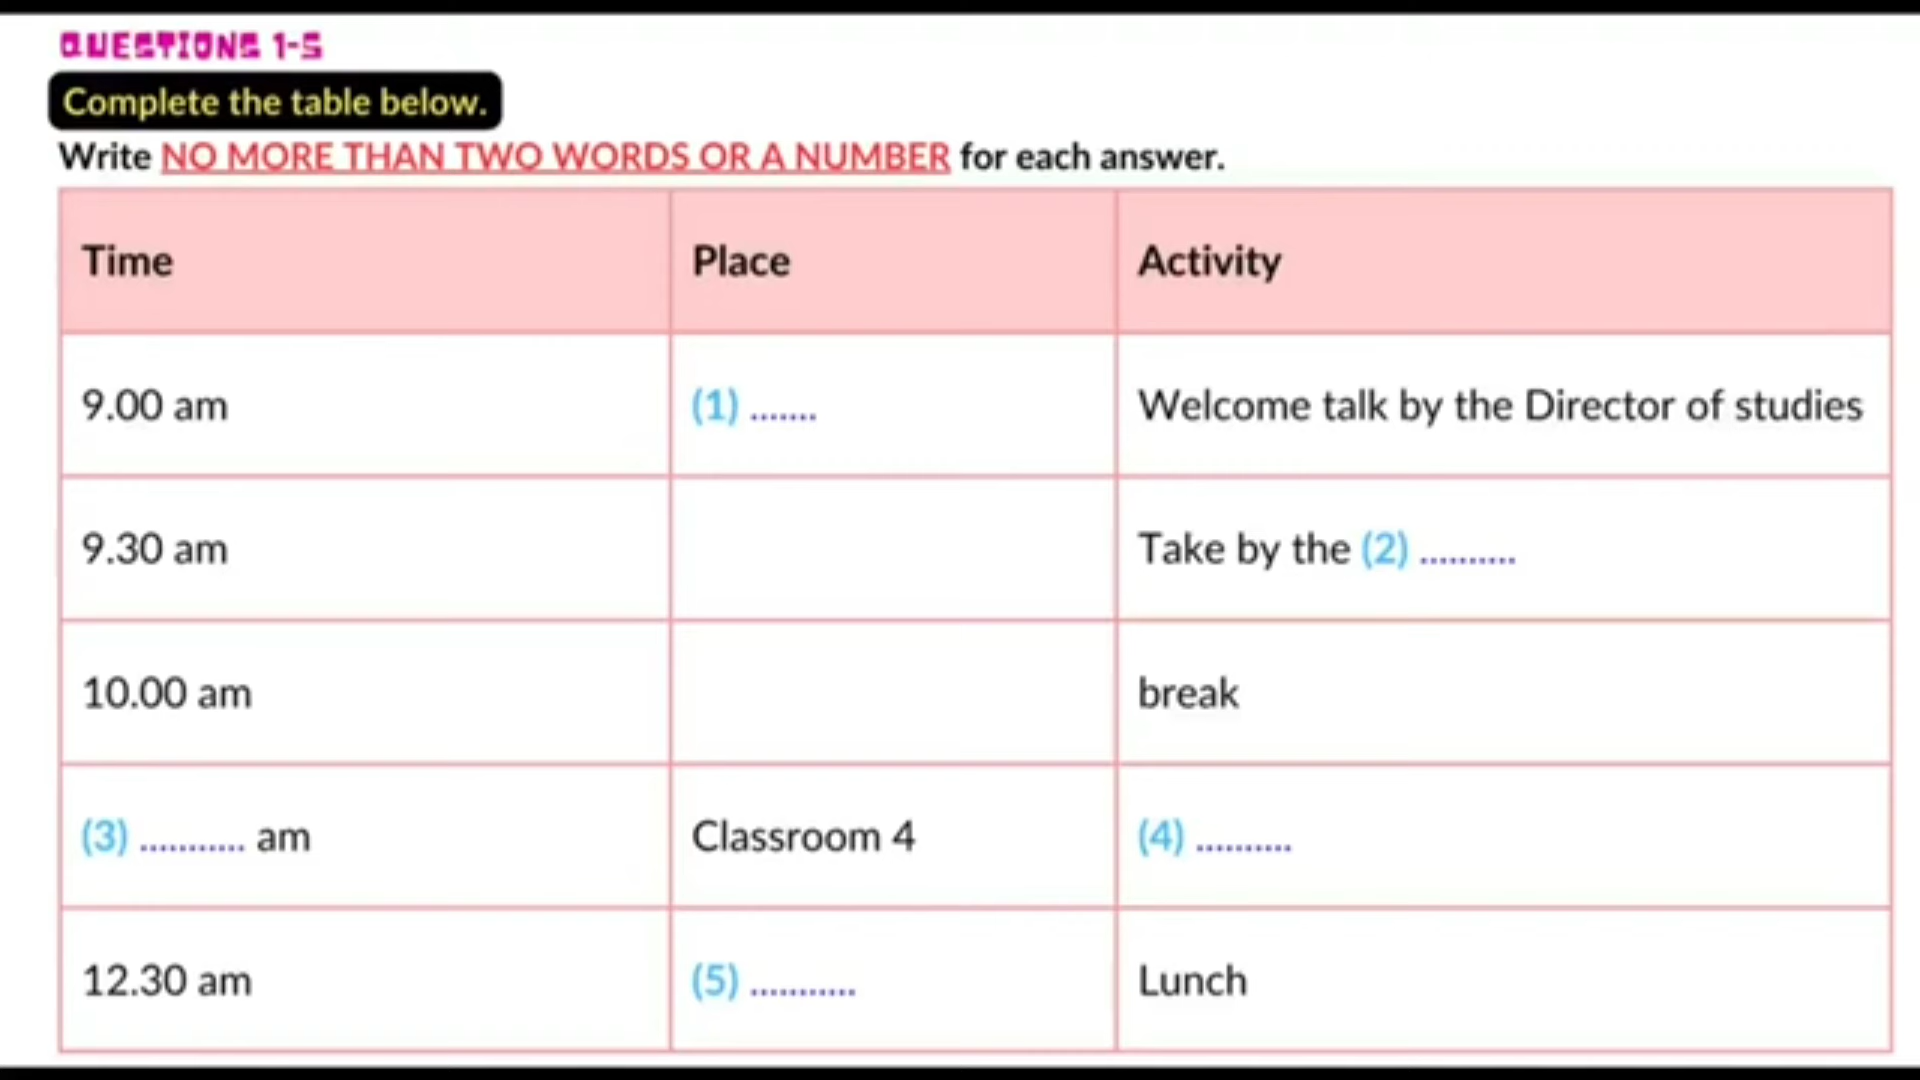 QUESTIONS 1-5
Complete the table below.
Write NO MORE THAN TWO WORDS OR A NUMBER for each answer.
Time Place Activity
9.00 am (1) ....... Welcome talk by the Director of studies
9.30 am Take by the (2) ..........
10.00 am break
(3) ........... am Classroom 4 (4) ..........
12.30 am (5) ........... Lunch